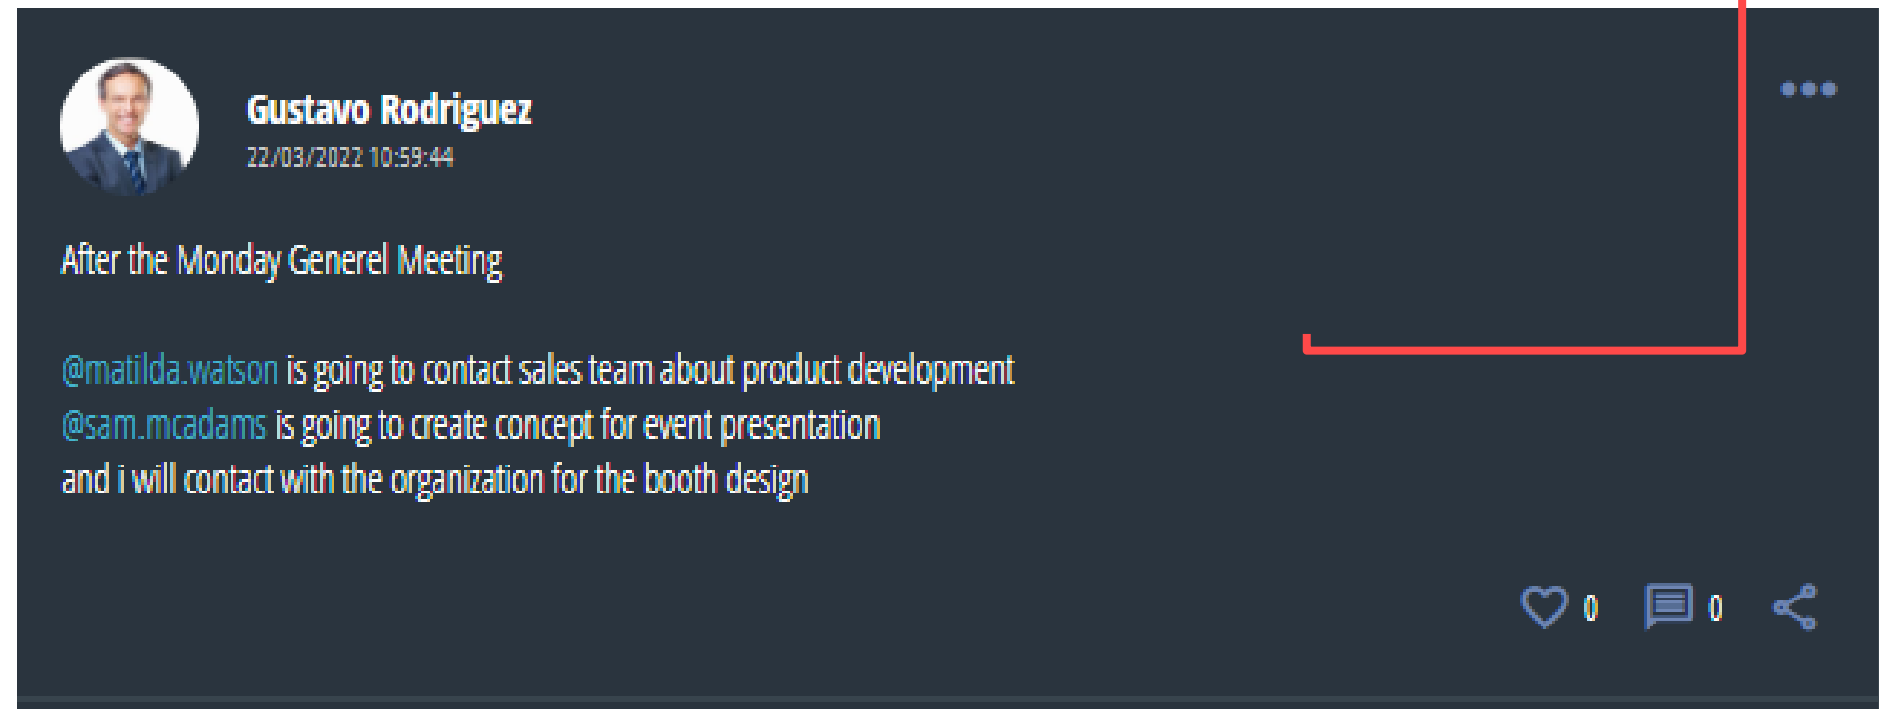 Gustavo Rodriguez
22/03/2022 10:59:44
After the Monday Generel Meeting
@matilda.watson is going to contact sales team about product development
@sam.mcadams is going to create concept for event presentation
and i will contact with the organization for the booth design
0 0